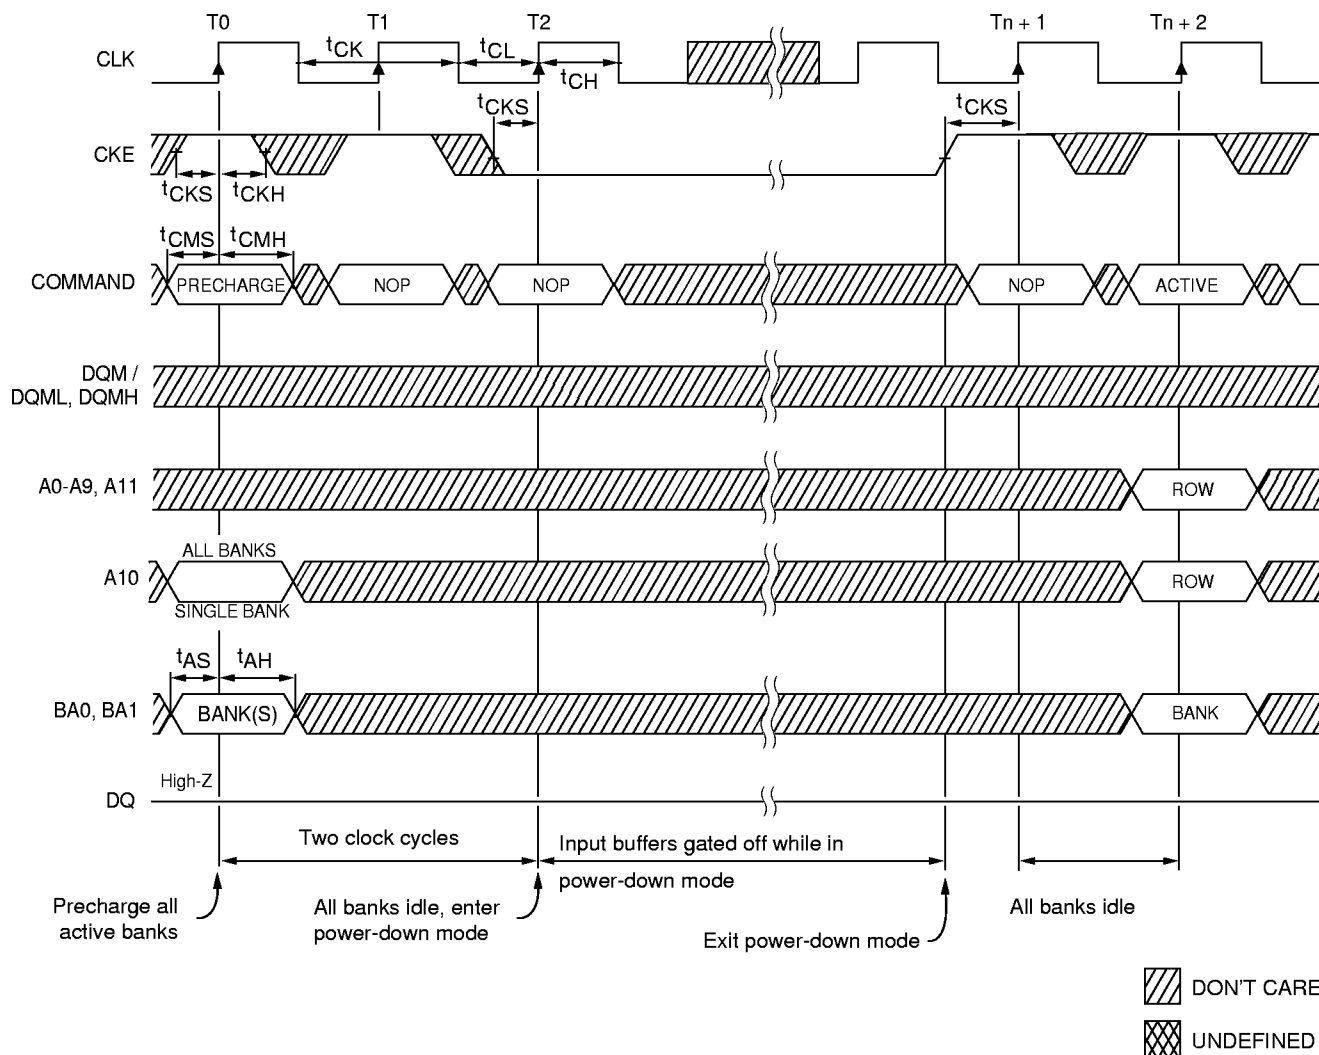 T0 T1 T2 Tn + 1 Tn + 2
CLK
tCK tCL
tCH
tCKS tCKS
CKE
tCKS tCKH
tCMS tCMH
COMMAND PRECHARGE NOP NOP NOP ACTIVE
DQM /
DQML, DQMH
A0-A9, A11 ROW
ALL BANKS
A10 ROW
SINGLE BANK
tAS tAH
BA0, BA1 BANK(S) BANK
High-Z
DQ
Two clock cycles
Input buffers gated off while in
power-down mode
Precharge all
active banks
All banks idle, enter
power-down mode
Exit power-down mode
All banks idle
DON'T CARE
UNDEFINED